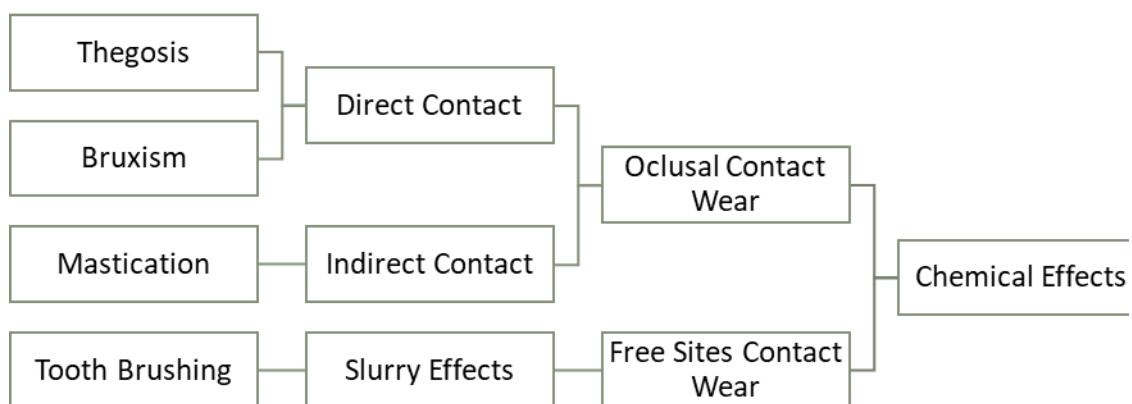 Thegosis
Direct Contact
Bruxism
Oclusal Contact
Wear
Mastication
Indirect Contact
Chemical Effects
Tooth Brushing
Slurry Effects
Free Sites Contact
Wear